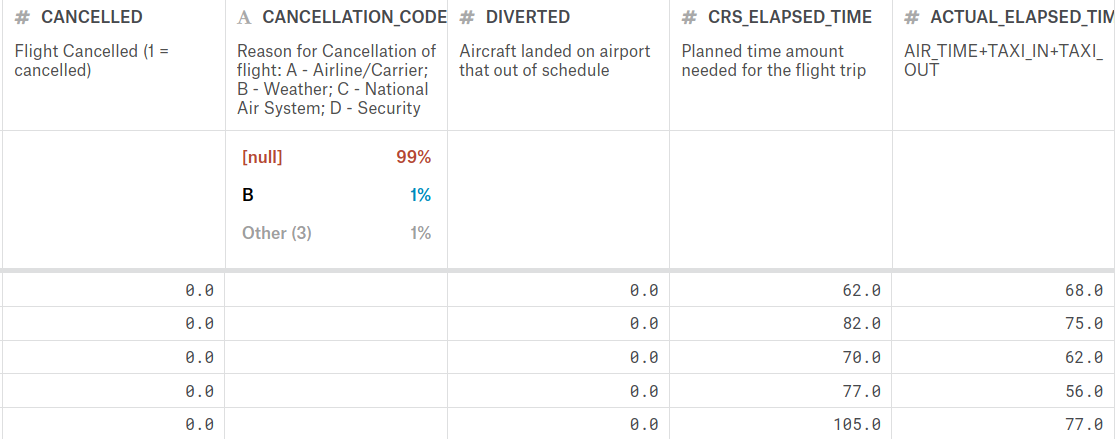 # CANCELLED A CANCELLATION_CODE # DIVERTED # CRS_ELAPSED_TIME # ACTUAL_ELAPSED_TIM
Flight Cancelled (1 =
cancelled)
Reason for Cancellation of
flight: A - Airline/Carrier;
B - Weather; C - National
Air System; D - Security
Aircraft landed on airport
that out of schedule
Planned time amount
needed for the flight trip
AIR_TIME+TAXI_IN+TAXI_
OUT
[null] 99%
B 1%
Other (3) 1%
0.0 0.0 62.0 68.0
0.0 0.0 82.0 75.0
0.0 0.0 70.0 62.0
0.0 0.0 77.0 56.0
0.0 0.0 105.0 77.0